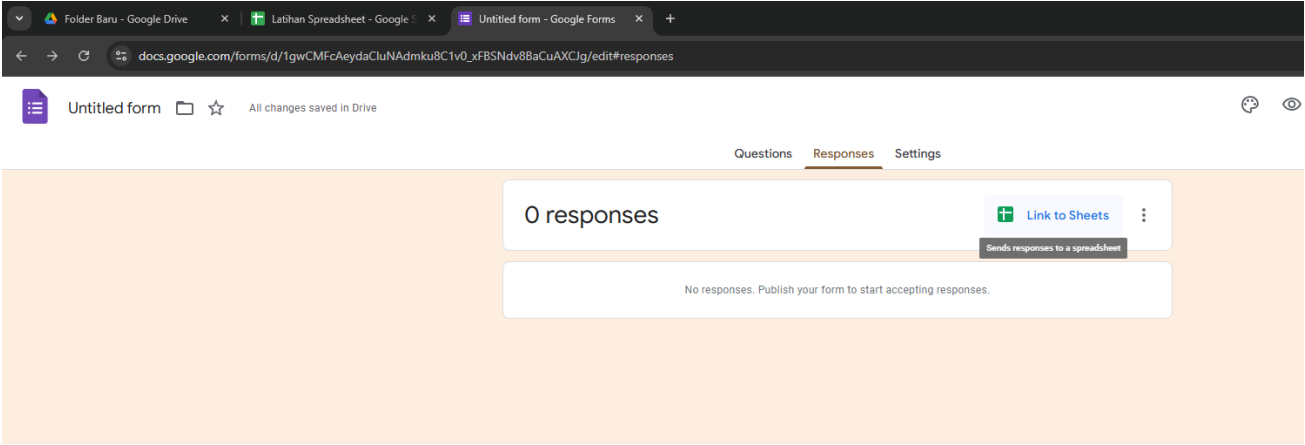 Folder Baru - Google Drive
Latihan Spreadsheet - Google S
Untitled form - Google Forms
docs.google.com/forms/d/1gwCMFcAeydaCluNAdmku8C1v0_xFBSNdv8BaCuAXCJg/edit#responses
Untitled form
All changes saved in Drive
Questions Responses Settings
0 responses
Link to Sheets
Sends responses to a spreadsheet
No responses. Publish your form to start accepting responses.